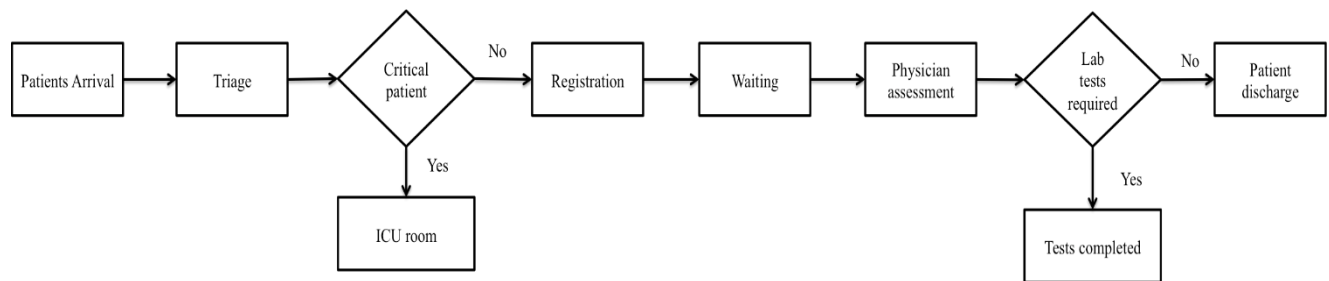 Patients Arrival
Triage
Critical
patient
No
Registration
Waiting
Physician
assessment
Lab
tests
required
No
Patient
discharge
Yes
ICU room
Yes
Tests completed